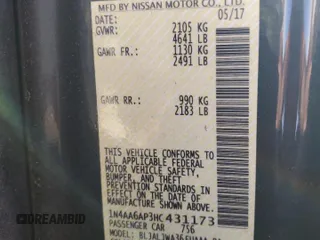 MFD BY NISSAN MOTOR CO., LTD.
05/17
GVWR: 2105 KG
4641 LB
GAWR FR.: 1130 KG
2491 LB
GAWR RR.: 990 KG
2183 LB
THIS VEHICLE CONFORMS TO ALL
APPLICABLE FEDERAL MOTOR VEHICLE
SAFETY, BUMPER, AND THEFT
PREVENTION STANDARDS IN EFFECT
ON THE DATE OF MANUFACTURE
SHOWN ABOVE.
1N4AA6AP3HC431173
PASSENGER CAR
756
MODEL: